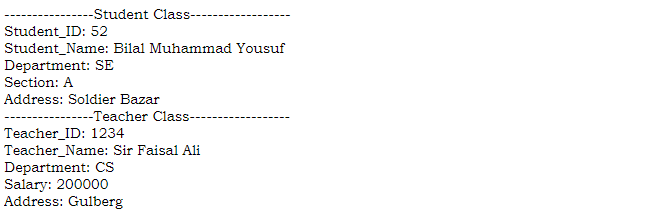 ----------------Student Class------------------
Student_ID: 52
Student_Name: Bilal Muhammad Yousuf
Department: SE
Section: A
Address: Soldier Bazar
----------------Teacher Class------------------
Teacher_ID: 1234
Teacher_Name: Sir Faisal Ali
Department: CS
Salary: 200000
Address: Gulberg